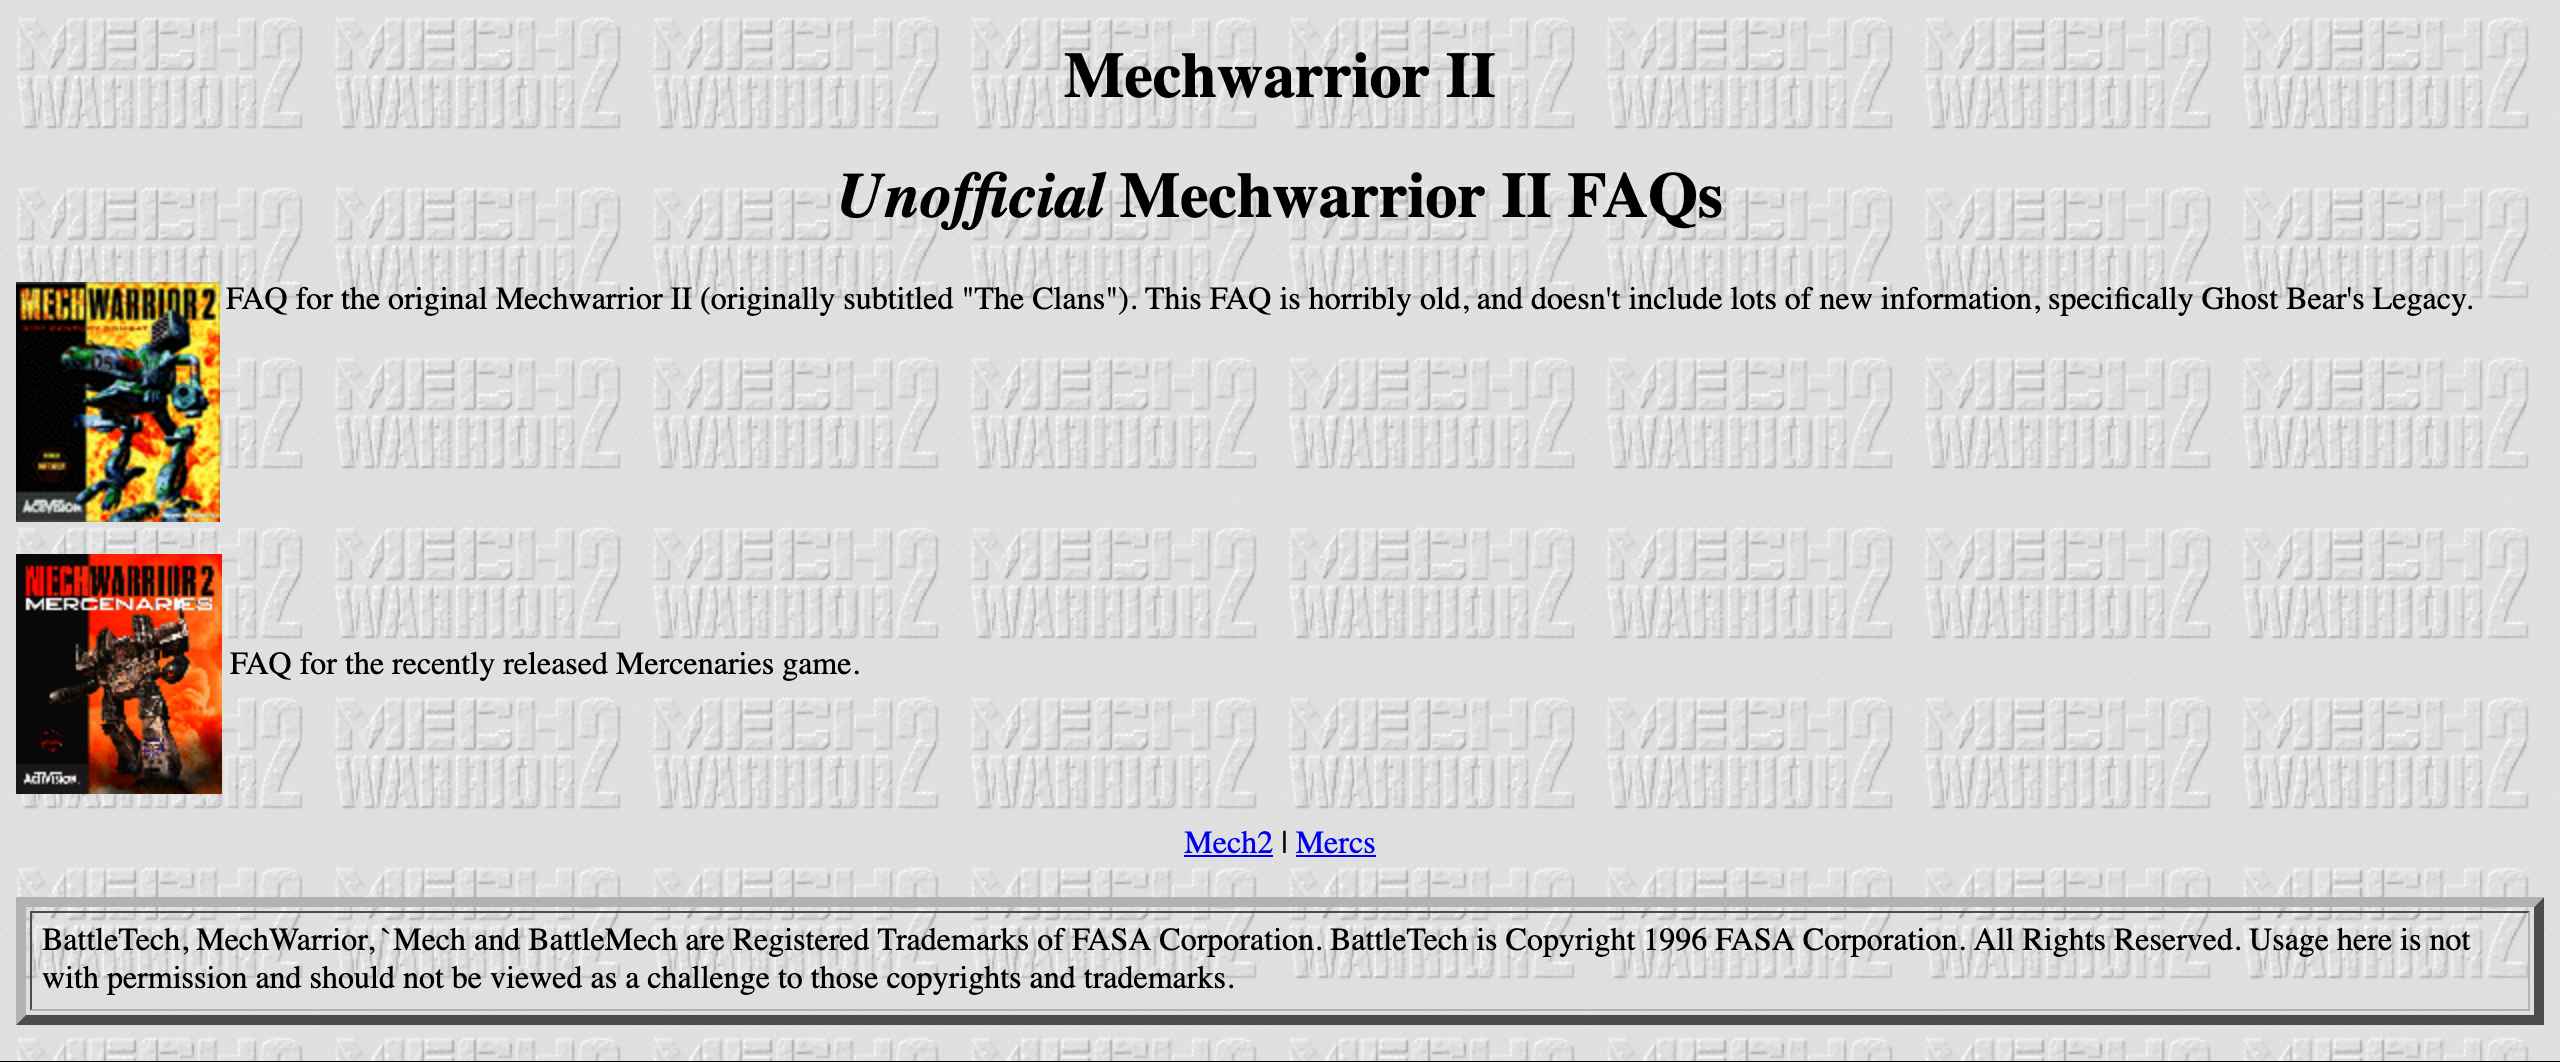 Mechwarrior II
Unofficial Mechwarrior II FAQs
MECHWARRIOR 2
ACTIVISION
FAQ for the original Mechwarrior II (originally subtitled "The Clans"). This FAQ is horribly old, and doesn't include lots of new information, specifically Ghost Bear's Legacy.
MECHWARRIOR 2
MERCENARIES
ACTIVISION
FAQ for the recently released Mercenaries game.
Mech2 | Mercs
BattleTech, MechWarrior, `Mech and BattleMech are Registered Trademarks of FASA Corporation. BattleTech is Copyright 1996 FASA Corporation. All Rights Reserved. Usage here is not
with permission and should not be viewed as a challenge to those copyrights and trademarks.